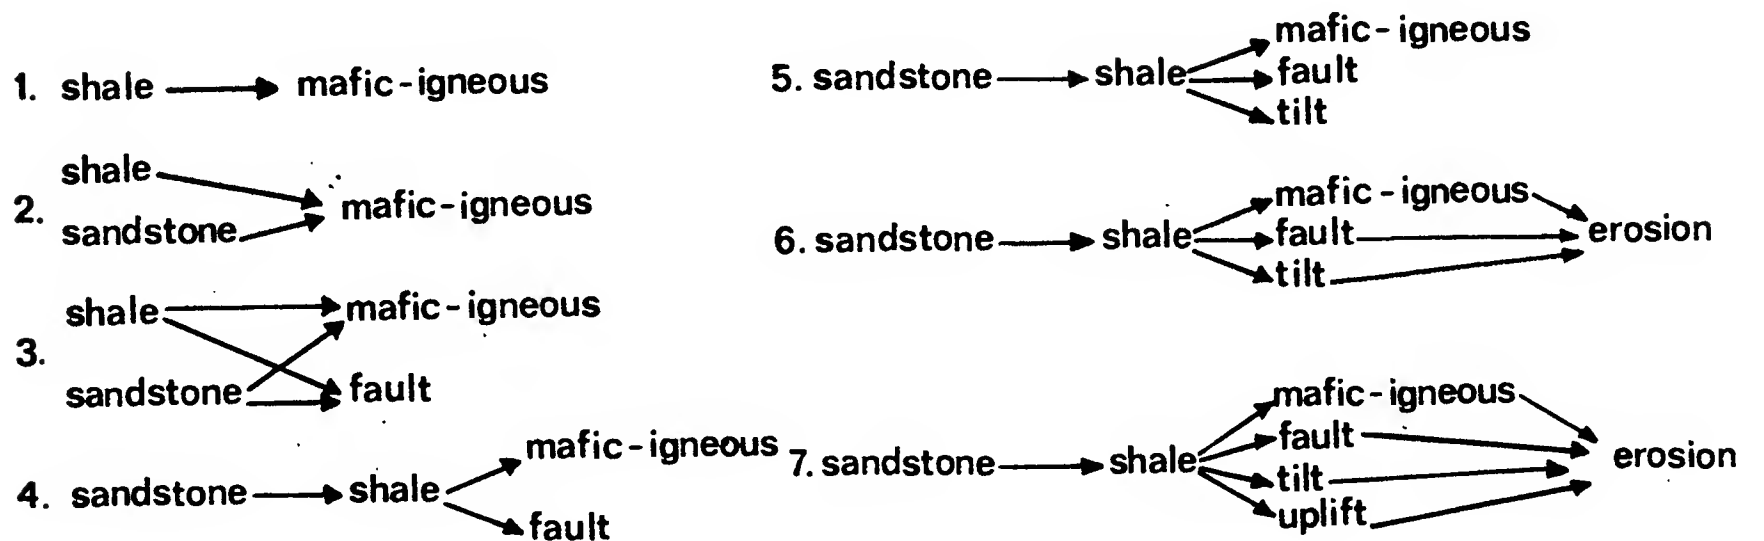 1. shale mafic-igneous
shale
2. mafic-igneous
sandstone
shale mafic-igneous
3.
sandstone fault
mafic-igneous
4. sandstone shale
fault
mafic-igneous
5. sandstone shale fault
tilt
mafic-igneous
6. sandstone shale fault erosion
tilt
mafic-igneous
fault
7. sandstone shale erosion
tilt
uplift